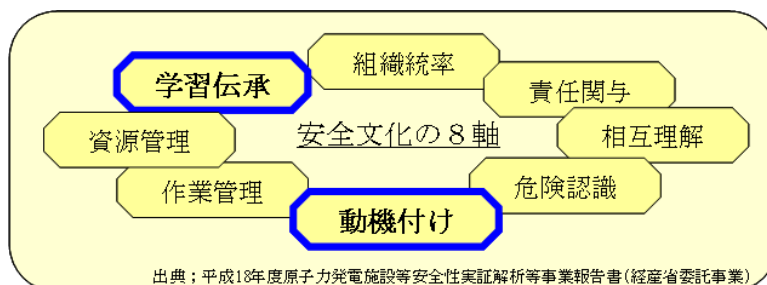 組織統率
学習伝承
責任関与
資源管理
安全文化の８軸
相互理解
作業管理
危険認識
動機付け
出典；平成18年度原子力発電施設等安全性実証解析等事業報告書(経産省委託事業)